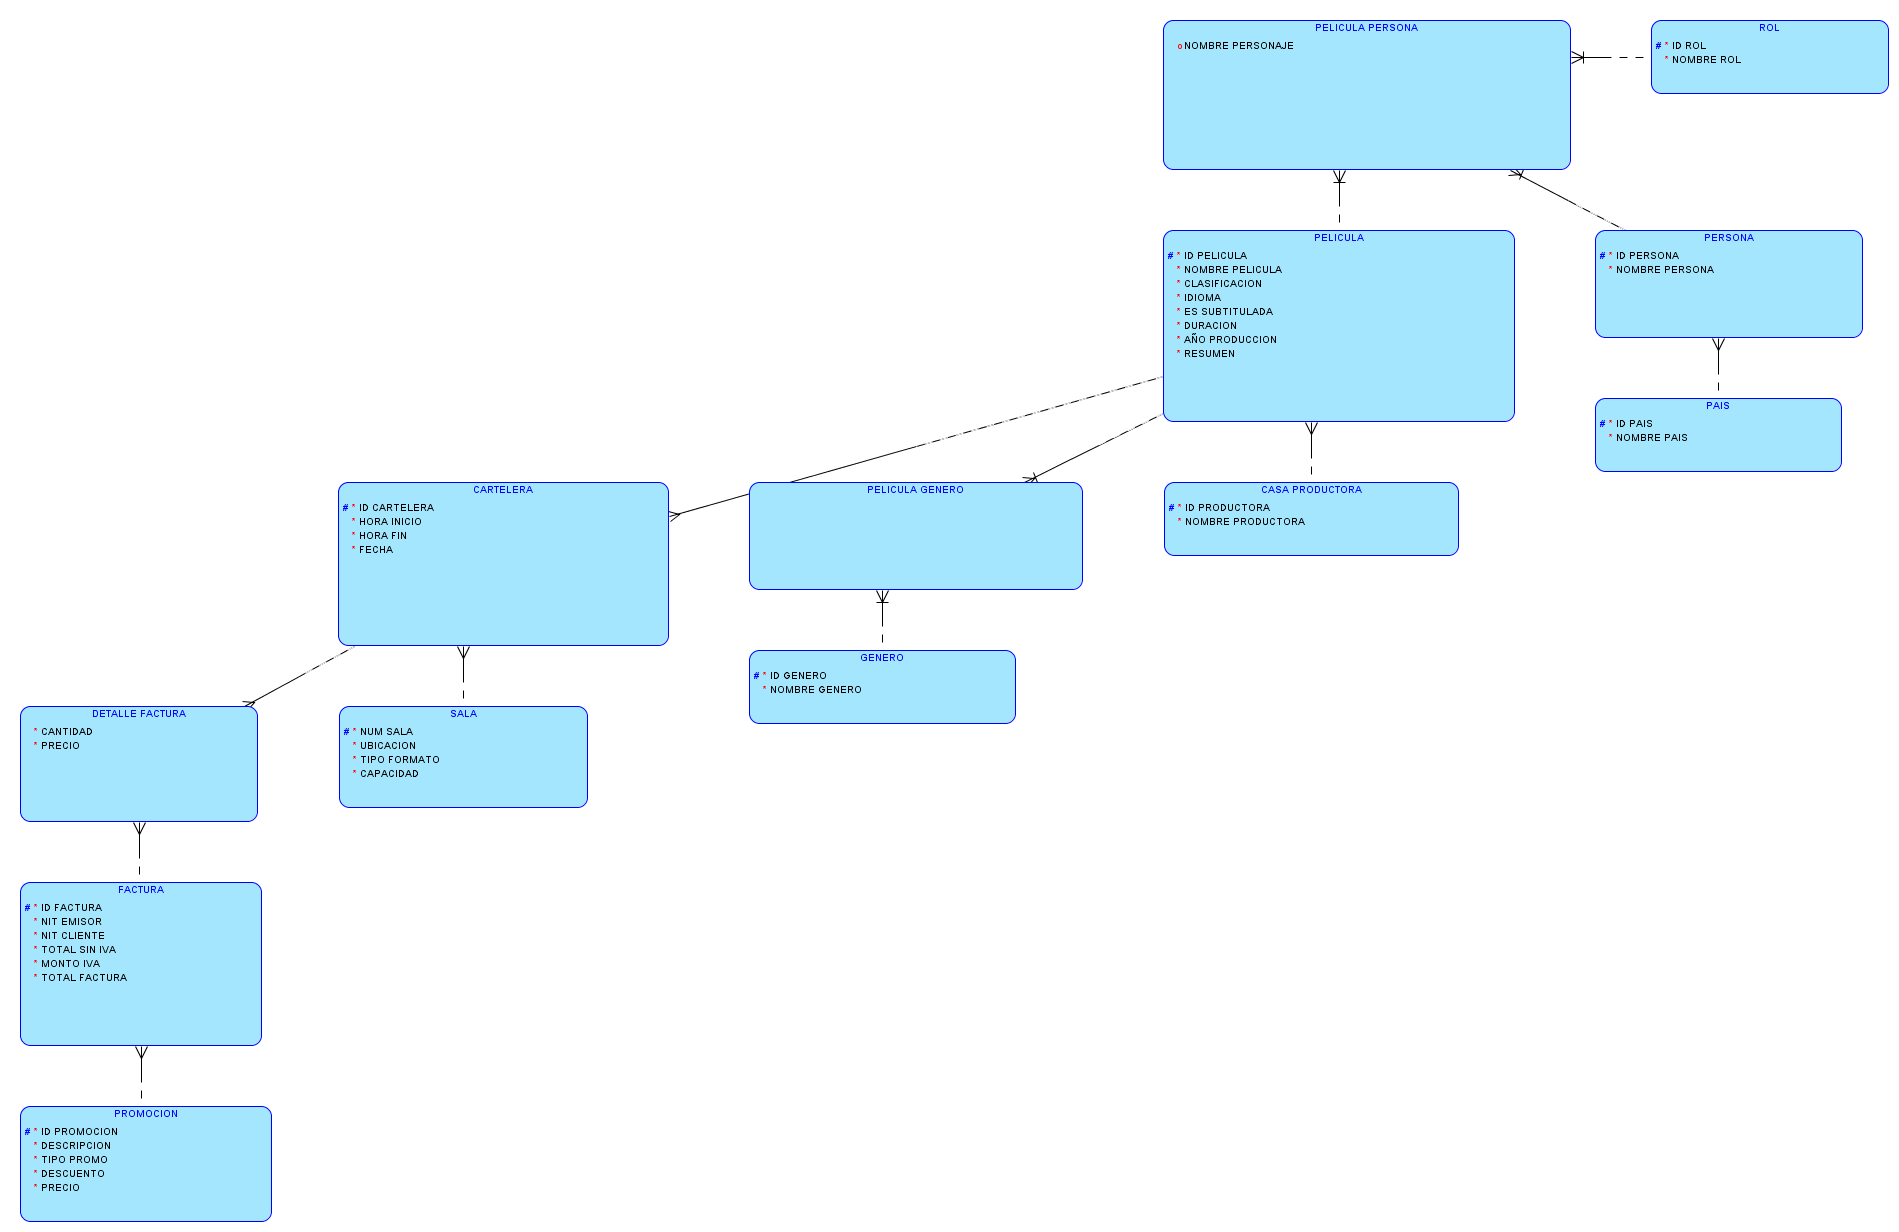 PELICULA PERSONA
o NOMBRE PERSONAJE
ROL
# * ID ROL
* NOMBRE ROL
PELICULA
# * ID PELICULA
* NOMBRE PELICULA
* CLASIFICACION
* IDIOMA
* ES SUBTITULADA
* DURACION
* AÑO PRODUCCION
* RESUMEN
PERSONA
# * ID PERSONA
* NOMBRE PERSONA
PAIS
# * ID PAIS
* NOMBRE PAIS
CARTELERA
# * ID CARTELERA
* HORA INICIO
* HORA FIN
* FECHA
PELICULA GENERO
CASA PRODUCTORA
# * ID PRODUCTORA
* NOMBRE PRODUCTORA
GENERO
# * ID GENERO
* NOMBRE GENERO
DETALLE FACTURA
* CANTIDAD
* PRECIO
SALA
# * NUM SALA
* UBICACION
* TIPO FORMATO
* CAPACIDAD
FACTURA
# * ID FACTURA
* NIT EMISOR
* NIT CLIENTE
* TOTAL SIN IVA
* MONTO IVA
* TOTAL FACTURA
PROMOCION
# * ID PROMOCION
* DESCRIPCION
* TIPO PROMO
* DESCUENTO
* PRECIO